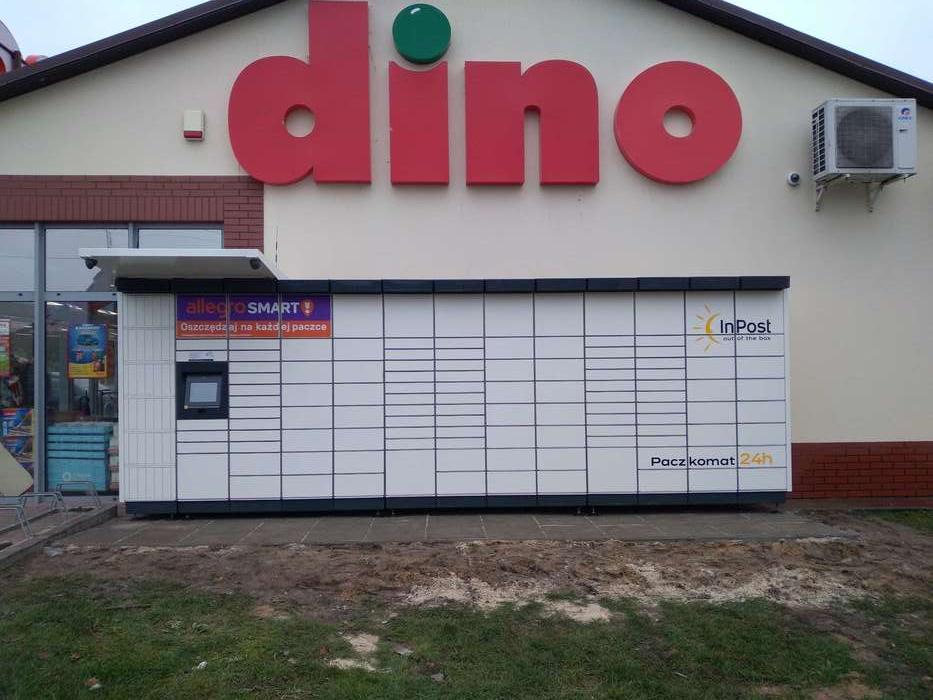 dino
allegro SMART!
Oszczędzaj na każdej paczce
InPost
out of the box
Paczkomat 24h